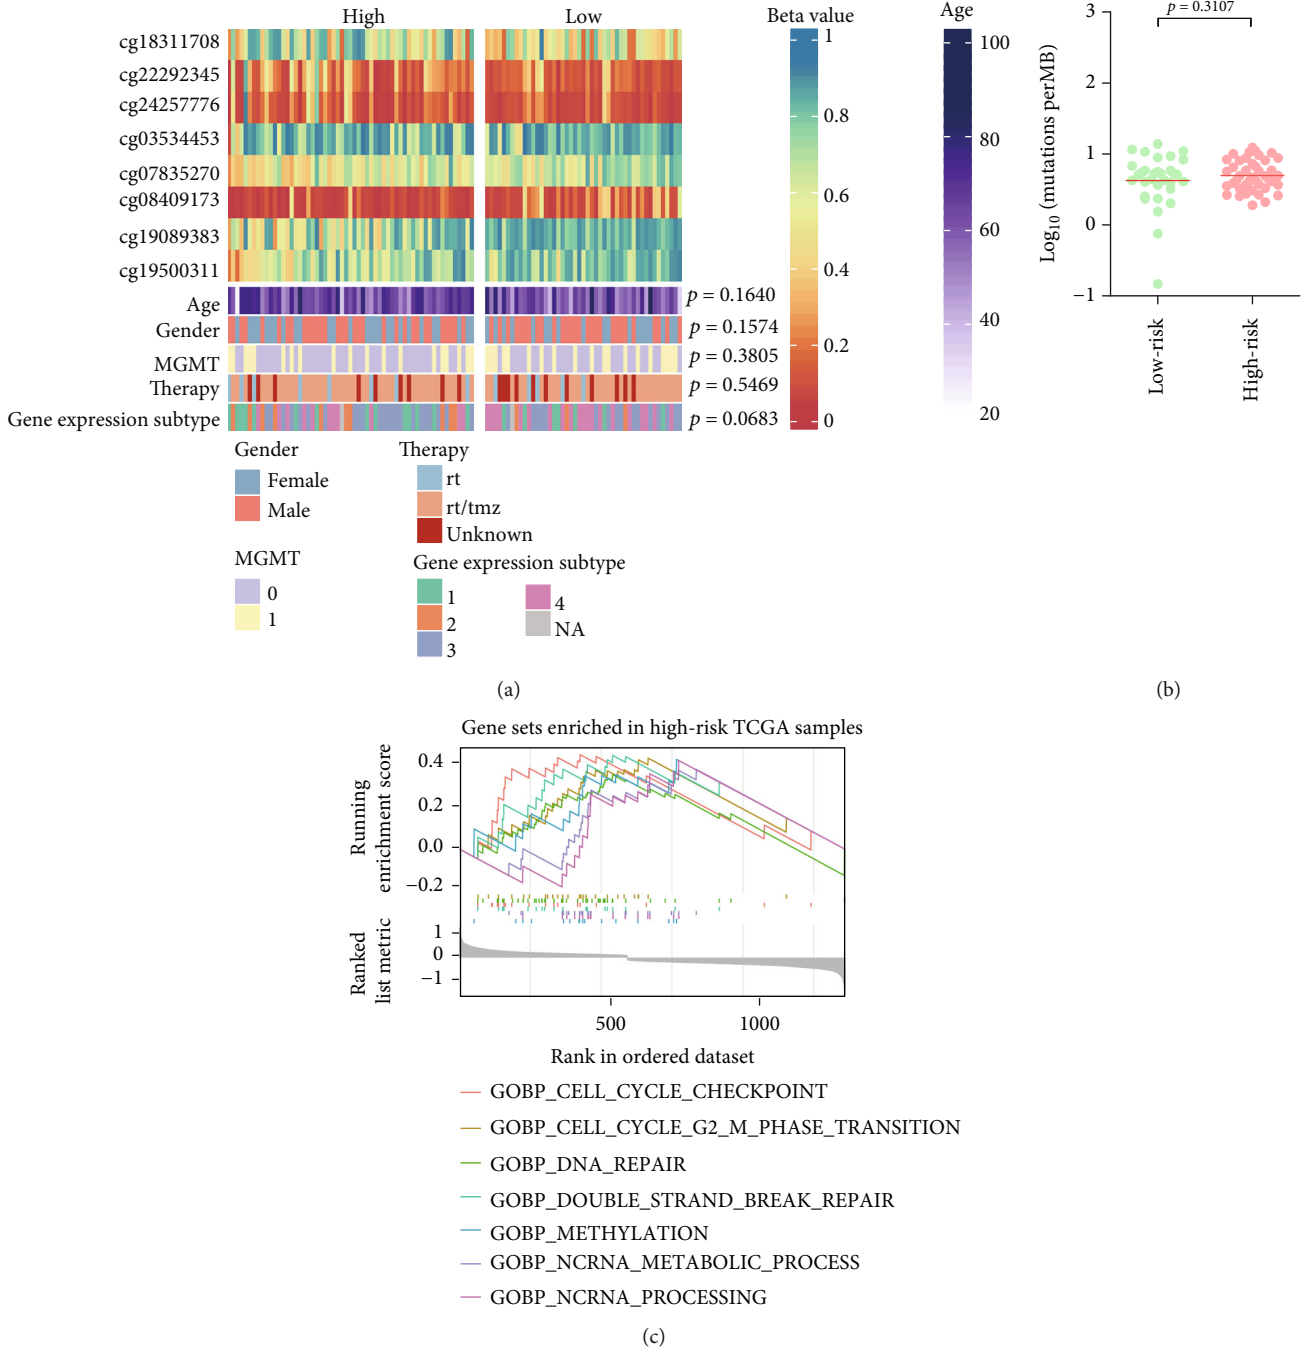 High Low Beta value Age
cg18311708
cg22292345
cg24257776
cg03534453
cg07835270
cg08409173
cg19089383
cg19500311
Age p = 0.1640
Gender p = 0.1574
MGMT p = 0.3805
Therapy p = 0.5469
Gene expression subtype p = 0.0683
1
0.8
0.6
0.4
0.2
0
100
80
60
40
20
Gender
Female
Male
Therapy
rt
rt/tmz
Unknown
MGMT
0
1
Gene expression subtype
1
2
3
4
NA
(a)
p = 0.3107
Log10 (mutations perMB)
3
2
1
0
−1
Low-risk
High-risk
(b)
Gene sets enriched in high-risk TCGA samples
Running
enrichment score
0.4
0.2
0.0
−0.2
Ranked
list metric
1
0
−1
500 1000
Rank in ordered dataset
GOBP_CELL_CYCLE_CHECKPOINT
GOBP_CELL_CYCLE_G2_M_PHASE_TRANSITION
GOBP_DNA_REPAIR
GOBP_DOUBLE_STRAND_BREAK_REPAIR
GOBP_METHYLATION
GOBP_NCRNA_METABOLIC_PROCESS
GOBP_NCRNA_PROCESSING
(c)